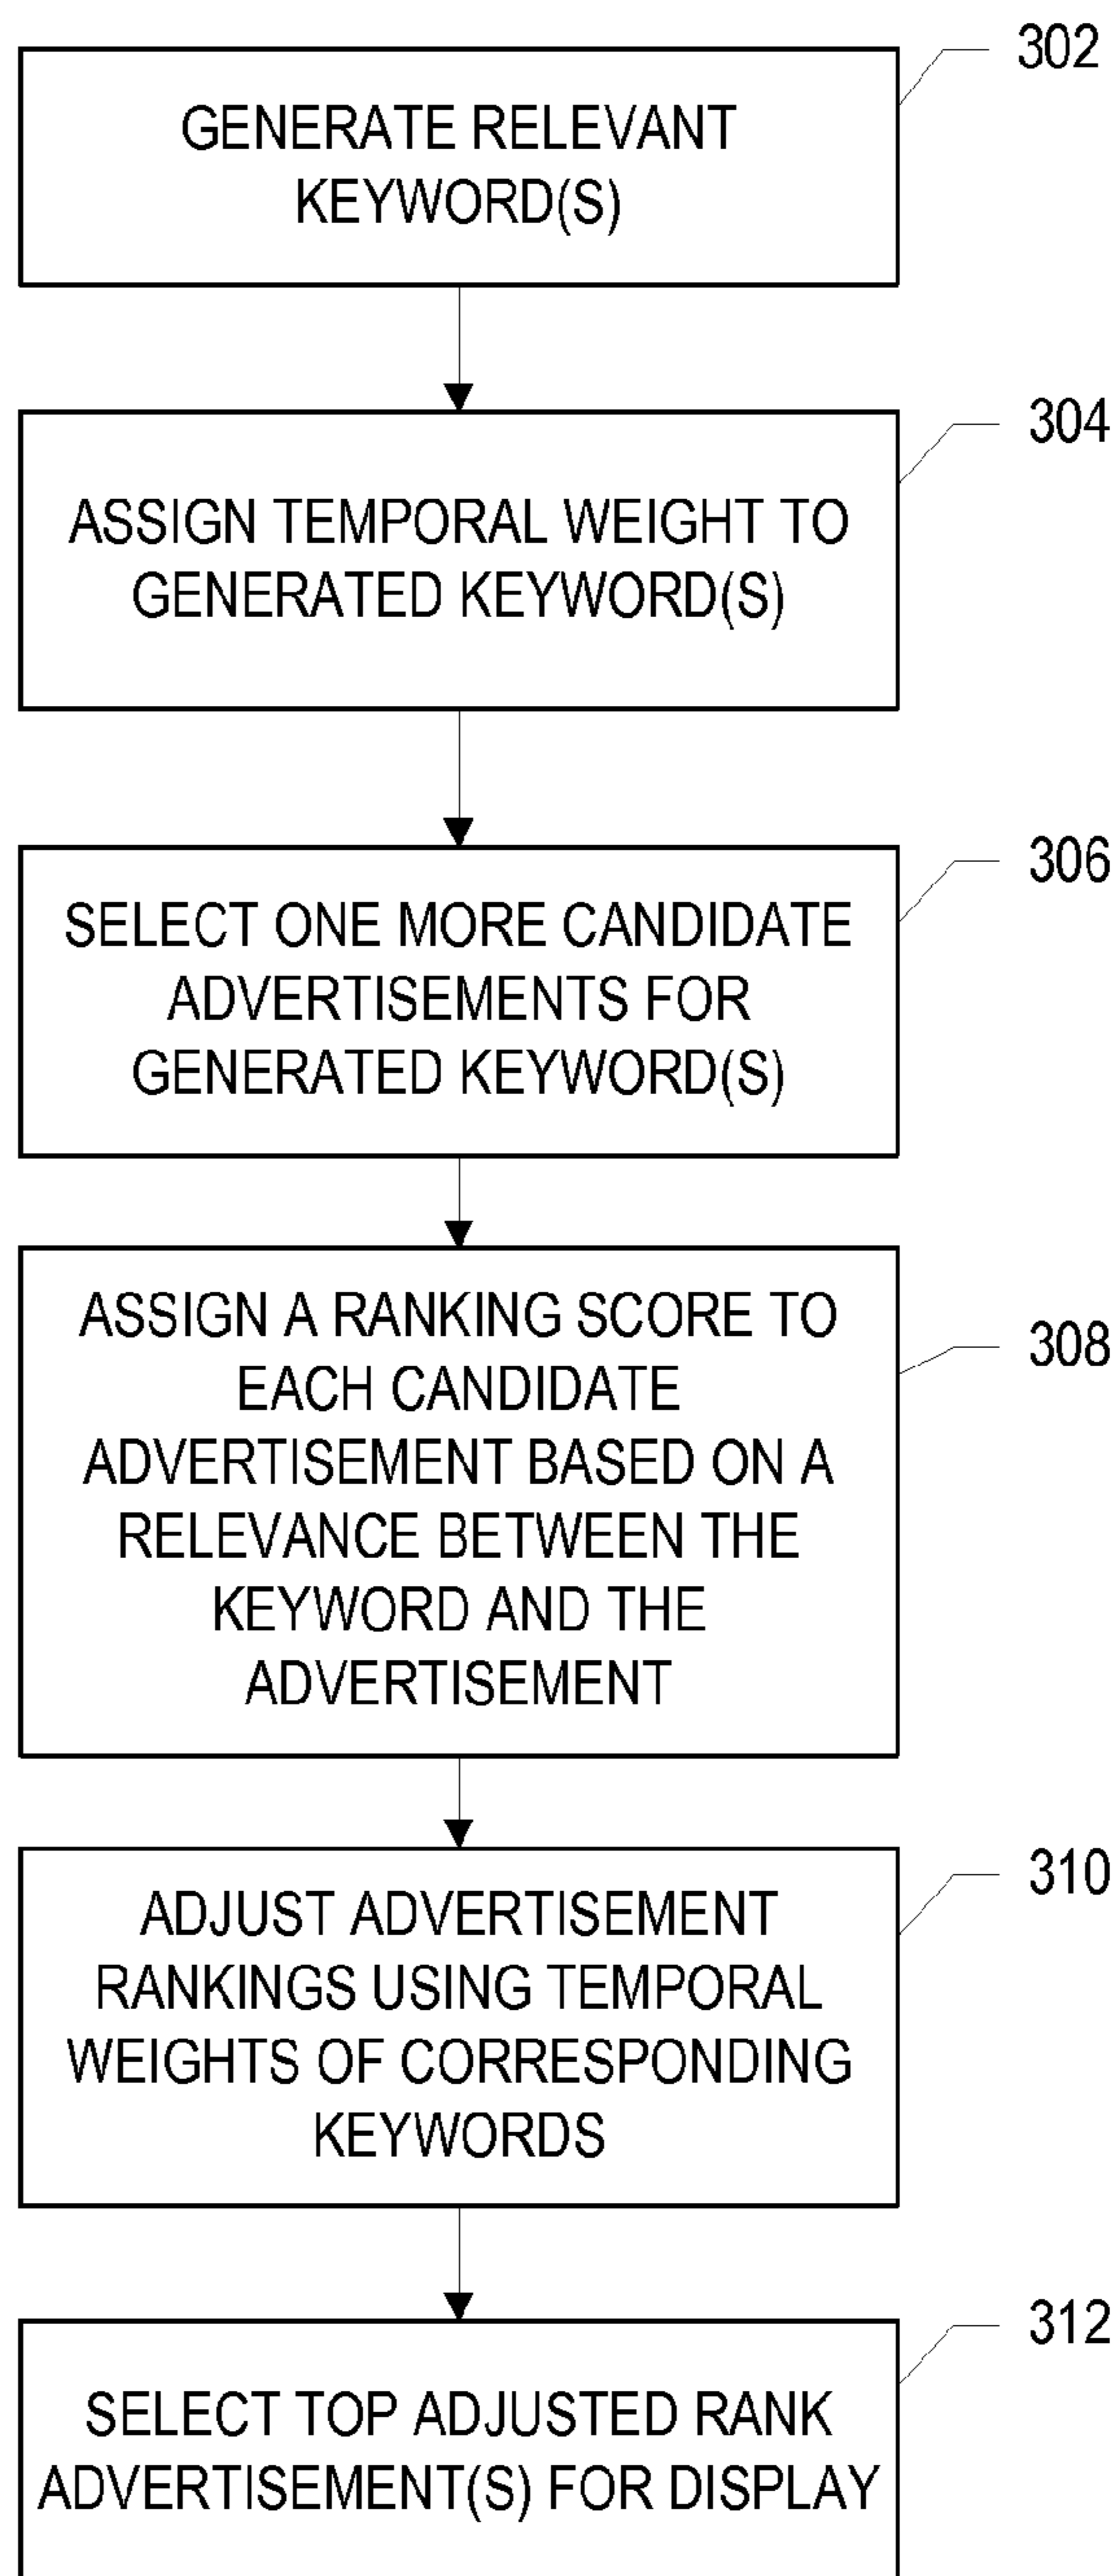 302
GENERATE RELEVANT
KEYWORD(S)
304
ASSIGN TEMPORAL WEIGHT TO
GENERATED KEYWORD(S)
306
SELECT ONE MORE CANDIDATE
ADVERTISEMENTS FOR
GENERATED KEYWORD(S)
308
ASSIGN A RANKING SCORE TO
EACH CANDIDATE
ADVERTISEMENT BASED ON A
RELEVANCE BETWEEN THE
KEYWORD AND THE
ADVERTISEMENT
310
ADJUST ADVERTISEMENT
RANKINGS USING TEMPORAL
WEIGHTS OF CORRESPONDING
KEYWORDS
312
SELECT TOP ADJUSTED RANK
ADVERTISEMENT(S) FOR DISPLAY